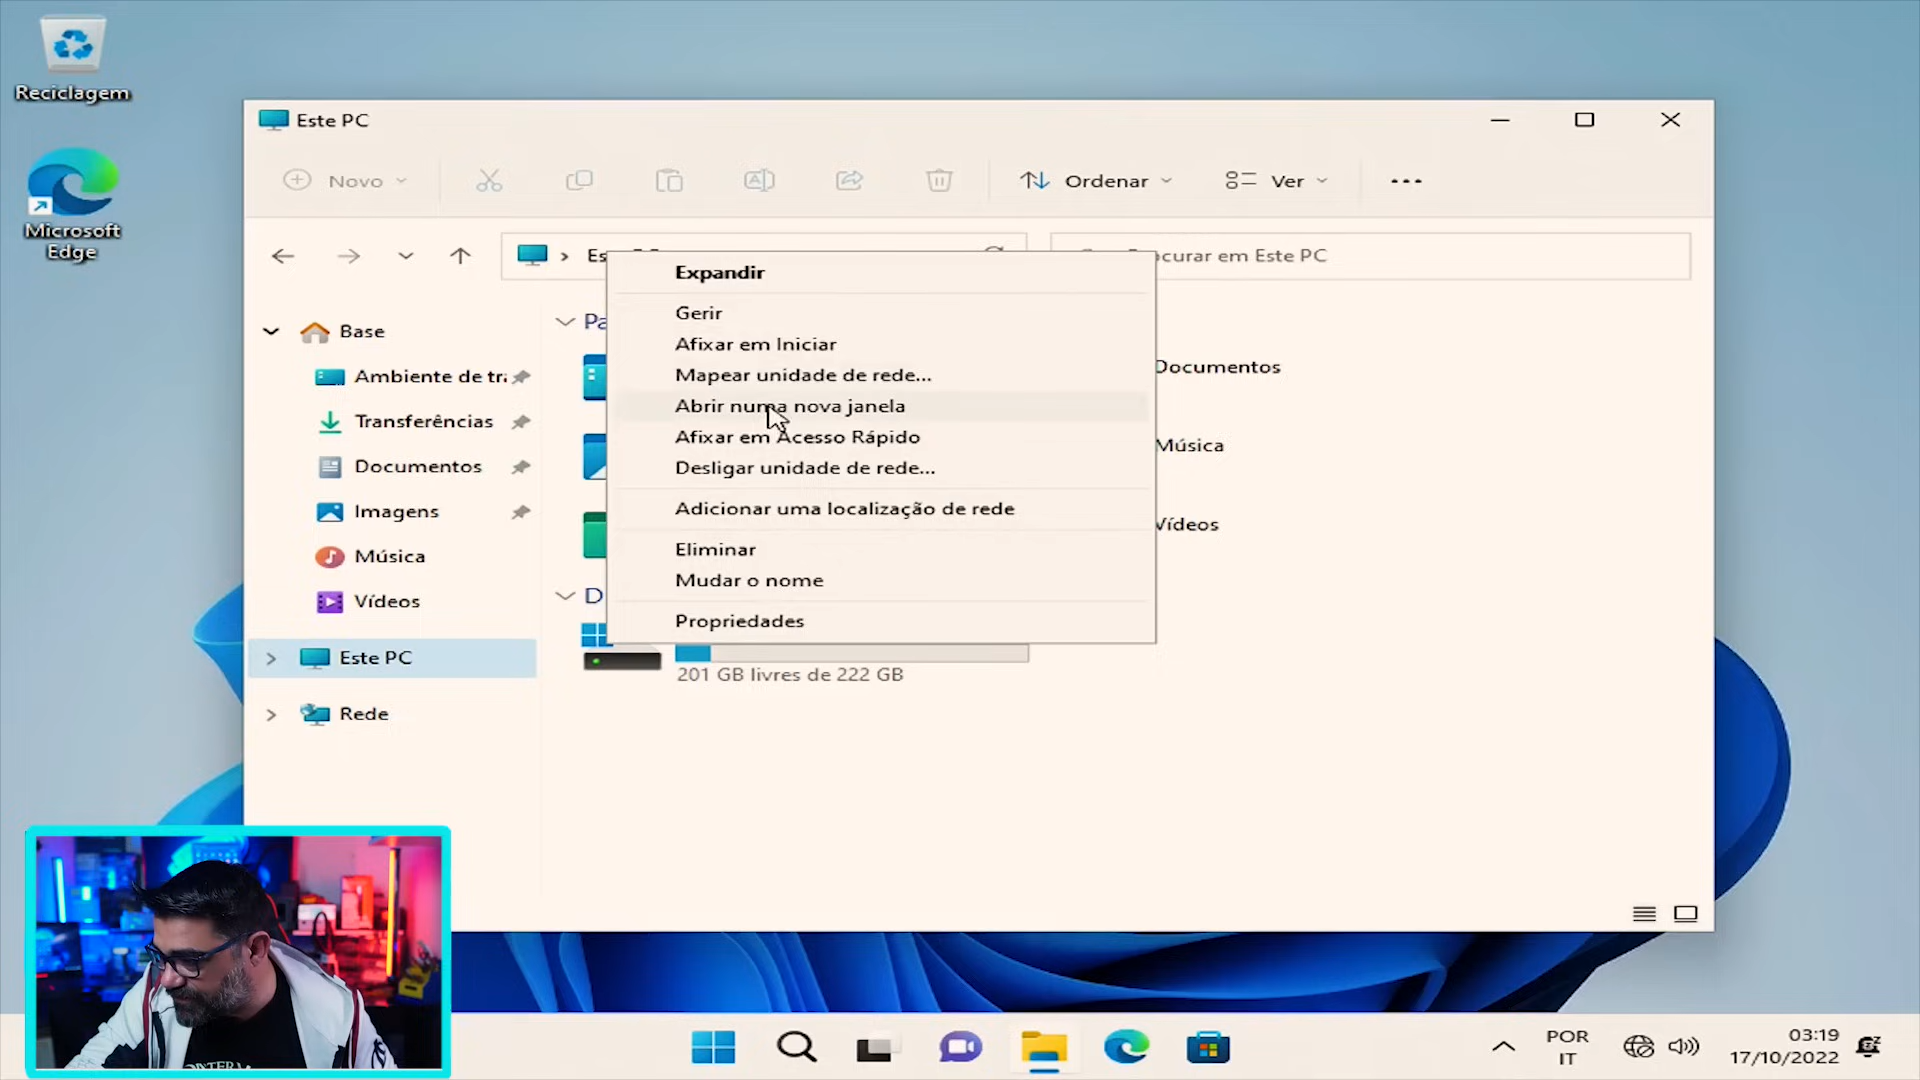 Reciclagem
Microsoft
Edge
Este PC
Novo
Ordenar
Ver
Procurar em Este PC
Base
Ambiente de tr
Transferências
Documentos
Imagens
Música
Vídeos
Este PC
Rede
Expandir
Gerir
Afixar em Iniciar
Mapear unidade de rede...
Abrir numa nova janela
Afixar em Acesso Rápido
Desligar unidade de rede...
Adicionar uma localização de rede
Eliminar
Mudar o nome
Propriedades
Documentos
Música
Vídeos
201 GB livres de 222 GB
POR
IT
03:19
17/10/2022